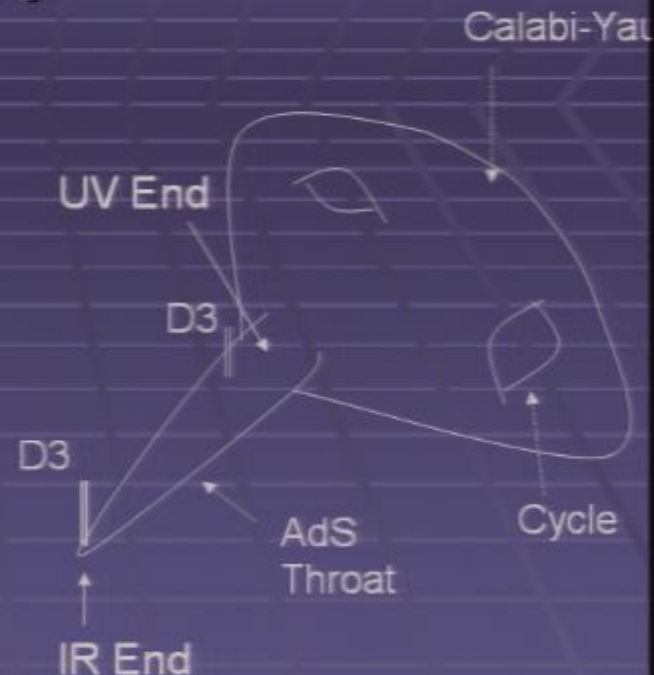 Calabi-Yau
UV End
D3
D3
AdS
Throat
Cycle
IR End